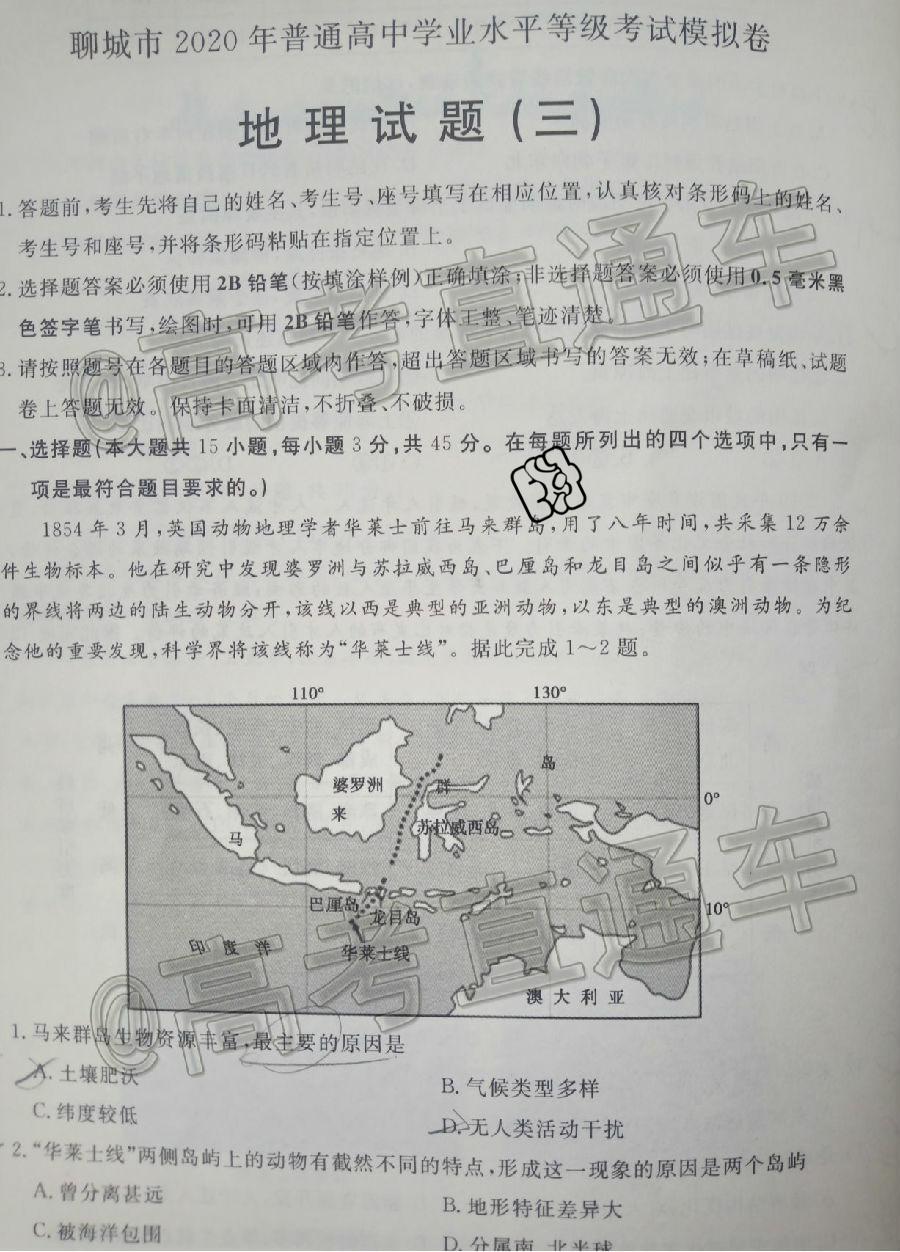 聊城市 2020 年普通高中学业水平等级考试模拟卷
地理试题(三)
1.答题前,考生先将自己的姓名、考生号、座号填写在相应位置,认真核对条形码上的姓名、
考生号和座号,并将条形码粘贴在指定位置上。
2.选择题答案必须使用2B铅笔(按填涂样例)正确填涂;非选择题答案必须使用0.5毫米黑
色签字笔书写,绘图时,可用2B铅笔作答,字体工整、笔迹清楚。
3.请按照题号在各题目的答题区域内作答,超出答题区域书写的答案无效;在草稿纸、试题
卷上答题无效。保持卡面清洁,不折叠、不破损。
一、选择题(本大题共 15 小题,每小题 3 分,共 45 分。在每题所列出的四个选项中,只有一
项是最符合题目要求的。)
1854 年 3 月,英国动物地理学者华莱士前往马来群岛,用了八年时间,共采集 12 万余
件生物标本。他在研究中发现婆罗洲与苏拉威西岛、巴厘岛和龙目岛之间似乎有一条隐形
的界线将两边的陆生动物分开,该线以西是典型的亚洲动物,以东是典型的澳洲动物。为纪
念他的重要发现,科学界将该线称为“华莱士线”。据此完成 1～2 题。
110° 130°
岛
婆罗洲 群
来 0°
苏拉威西岛
马
巴厘岛 10°
龙目岛
印度洋 华莱士线
澳大利亚
@高考直通车
@高考直通车
1.马来群岛生物资源丰富,最主要的原因是
A.土壤肥沃 B.气候类型多样
C.纬度较低 D.无人类活动干扰
2.“华莱士线”两侧岛屿上的动物有截然不同的特点,形成这一现象的原因是两个岛屿
A.曾分离甚远 B.地形特征差异大
C.被海洋包围 D.分属南、北半球